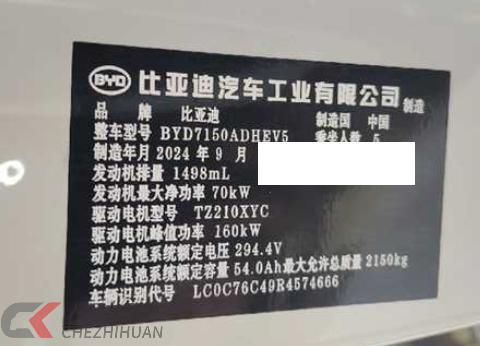 BYD 比亚迪汽车工业有限公司 制造
品 牌 比亚迪 制造国 中国
整车型号 BYD7150ADHEV5 乘坐人数 5
制造年月 2024 年 9 月
发动机排量 1498mL
发动机最大净功率 70kW
驱动电机型号 TZ210XYC
驱动电机峰值功率 160kW
动力电池系统额定电压 294.4V
动力电池系统额定容量 54.0Ah 最大允许总质量 2150kg
车辆识别代号 LC0C76C49R4574666
CHEZHIHUAN